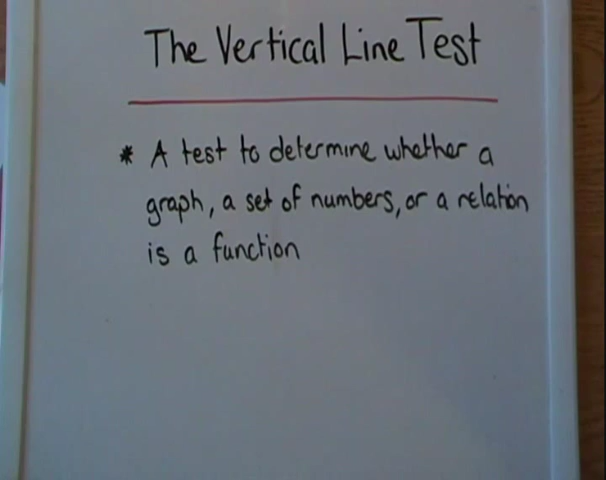 The Vertical Line Test
* A test to determine whether a
graph, a set of numbers, or a relation
is a function